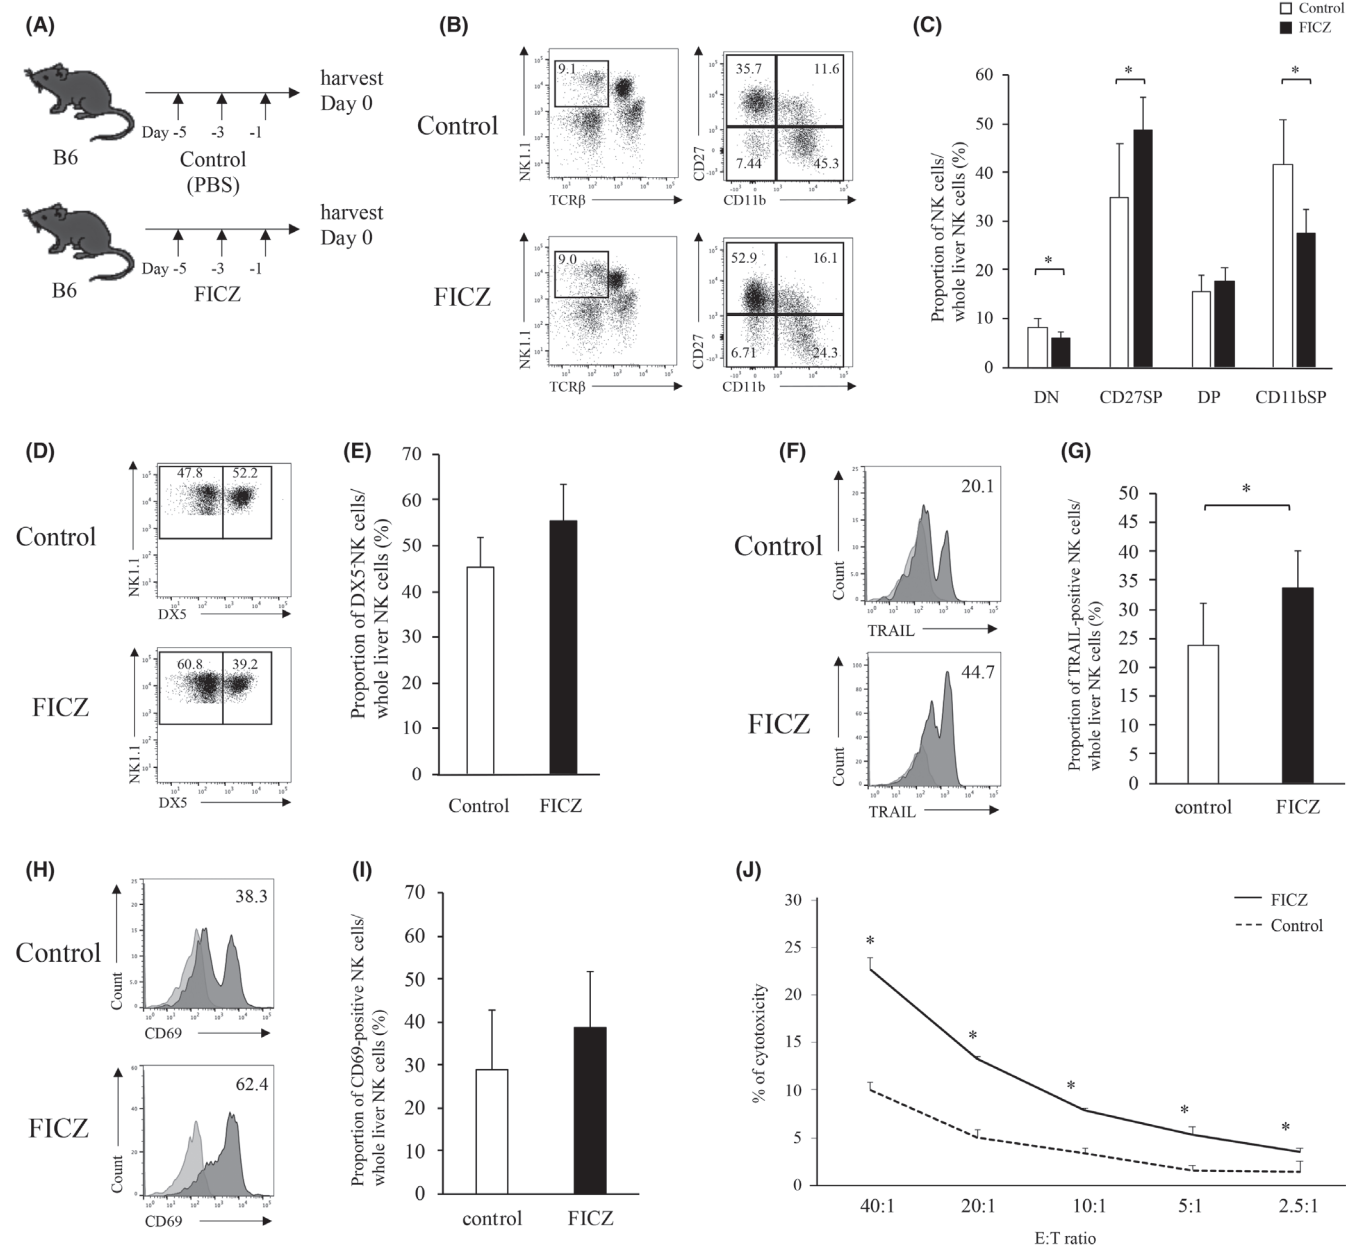 (A)
harvest
Day 0
Day -5 -3 -1
B6
Control
(PBS)
harvest
Day 0
Day -5 -3 -1
B6
FICZ
(B)
Control
9.1
NK1.1
TCRβ
35.7 11.6
7.44 45.3
CD27
CD11b
FICZ
9.0
NK1.1
TCRβ
52.9 16.1
6.71 24.3
CD27
CD11b
(C)
Control
FICZ
Proportion of NK cells/
whole liver NK cells (%)
60
50
40
30
20
10
0
*
*
*
DN CD27SP DP CD11bSP
(D)
Control
47.8 52.2
NK1.1
DX5
FICZ
60.8 39.2
NK1.1
DX5
(E)
Proportion of DX5-NK cells/
whole liver NK cells (%)
70
60
50
40
30
20
10
0
Control FICZ
(F)
Control
20.1
Count
TRAIL
FICZ
44.7
Count
TRAIL
(G)
Proportion of TRAIL-positive NK cells/
whole liver NK cells (%)
50
45
40
35
30
25
20
15
10
5
0
*
control FICZ
(H)
Control
38.3
Count
CD69
FICZ
62.4
Count
CD69
(I)
Proportion of CD69-positive NK cells/
whole liver NK cells (%)
70
60
50
40
30
20
10
0
control FICZ
(J)
FICZ
Control
% of cytotoxicity
30
25
20
15
10
5
0
*
*
*
*
*
40:1 20:1 10:1 5:1 2.5:1
E:T ratio